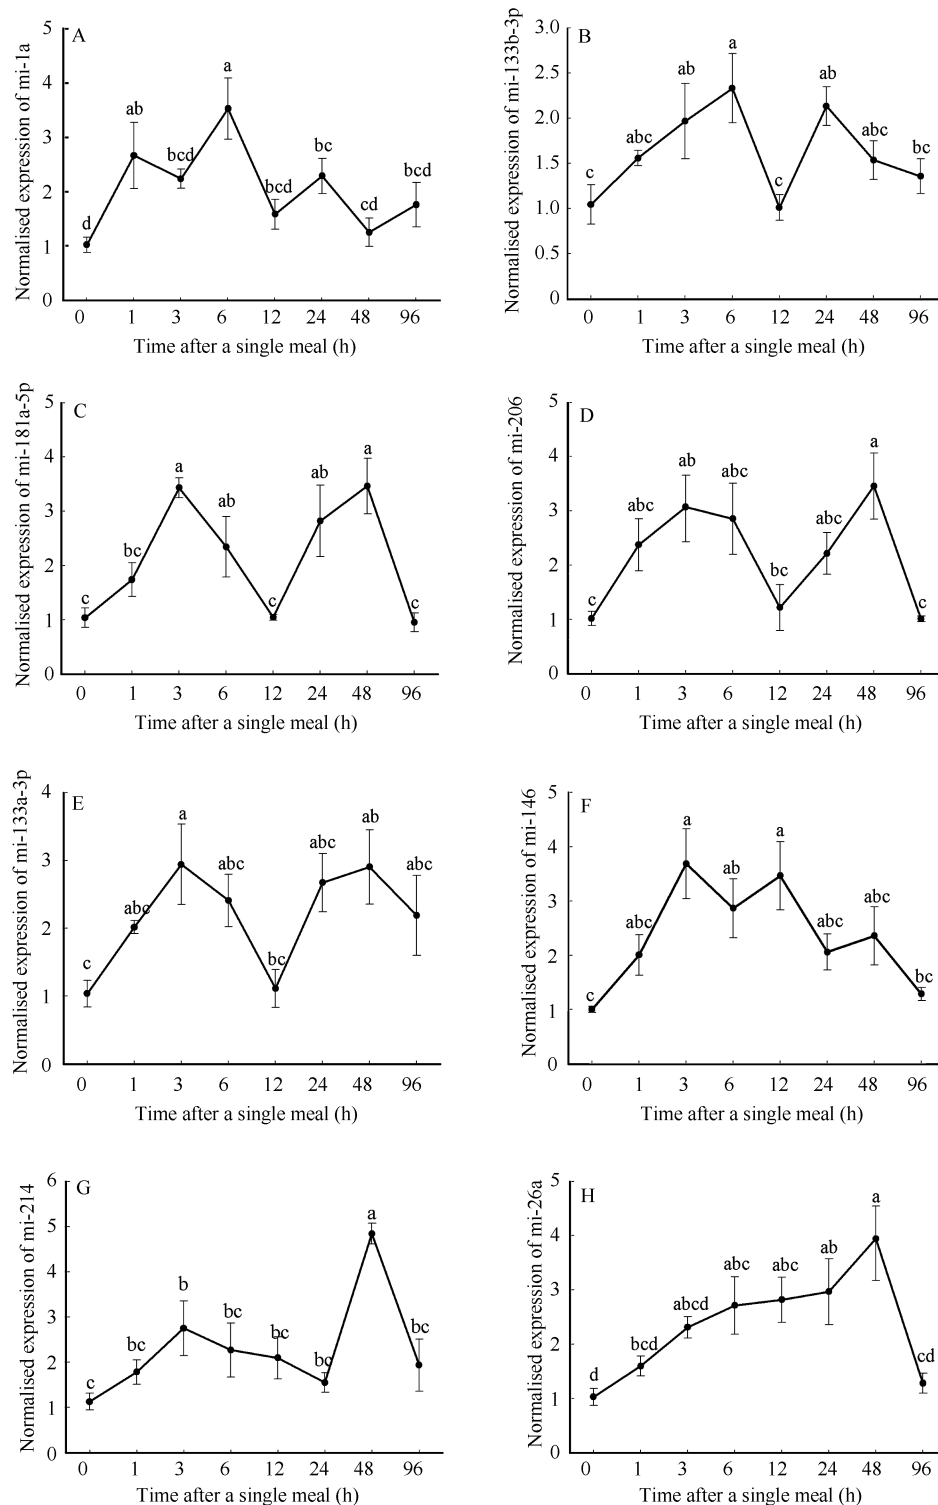 A
Normalised expression of mi-1a
5
4
3
2
1
0
d
ab
bcd
a
bcd
bc
cd
bcd
0 1 3 6 12 24 48 96
Time after a single meal (h)
B
Normalised expression of mi-133b-3p
3.0
2.5
2.0
1.5
1.0
0.5
0
c
abc
ab
a
c
ab
abc
bc
0 1 3 6 12 24 48 96
Time after a single meal (h)
C
Normalised expression of mi-181a-5p
5
4
3
2
1
0
c
bc
a
ab
c
ab
a
c
0 1 3 6 12 24 48 96
Time after a single meal (h)
D
Normalised expression of mi-206
5
4
3
2
1
0
c
abc
ab
abc
bc
abc
a
c
0 1 3 6 12 24 48 96
Time after a single meal (h)
E
Normalised expression of mi-133a-3p
4
3
2
1
0
c
abc
a
abc
bc
abc
ab
abc
0 1 3 6 12 24 48 96
Time after a single meal (h)
F
Normalised expression of mi-146
5
4
3
2
1
0
c
abc
a
ab
a
abc
abc
bc
0 1 3 6 12 24 48 96
Time after a single meal (h)
G
Normalised expression of mi-214
6
5
4
3
2
1
0
c
bc
b
bc
bc
bc
a
bc
0 1 3 6 12 24 48 96
Time after a single meal (h)
H
Normalised expression of mi-26a
5
4
3
2
1
0
d
bcd
abcd
abc
abc
ab
a
cd
0 1 3 6 12 24 48 96
Time after a single meal (h)